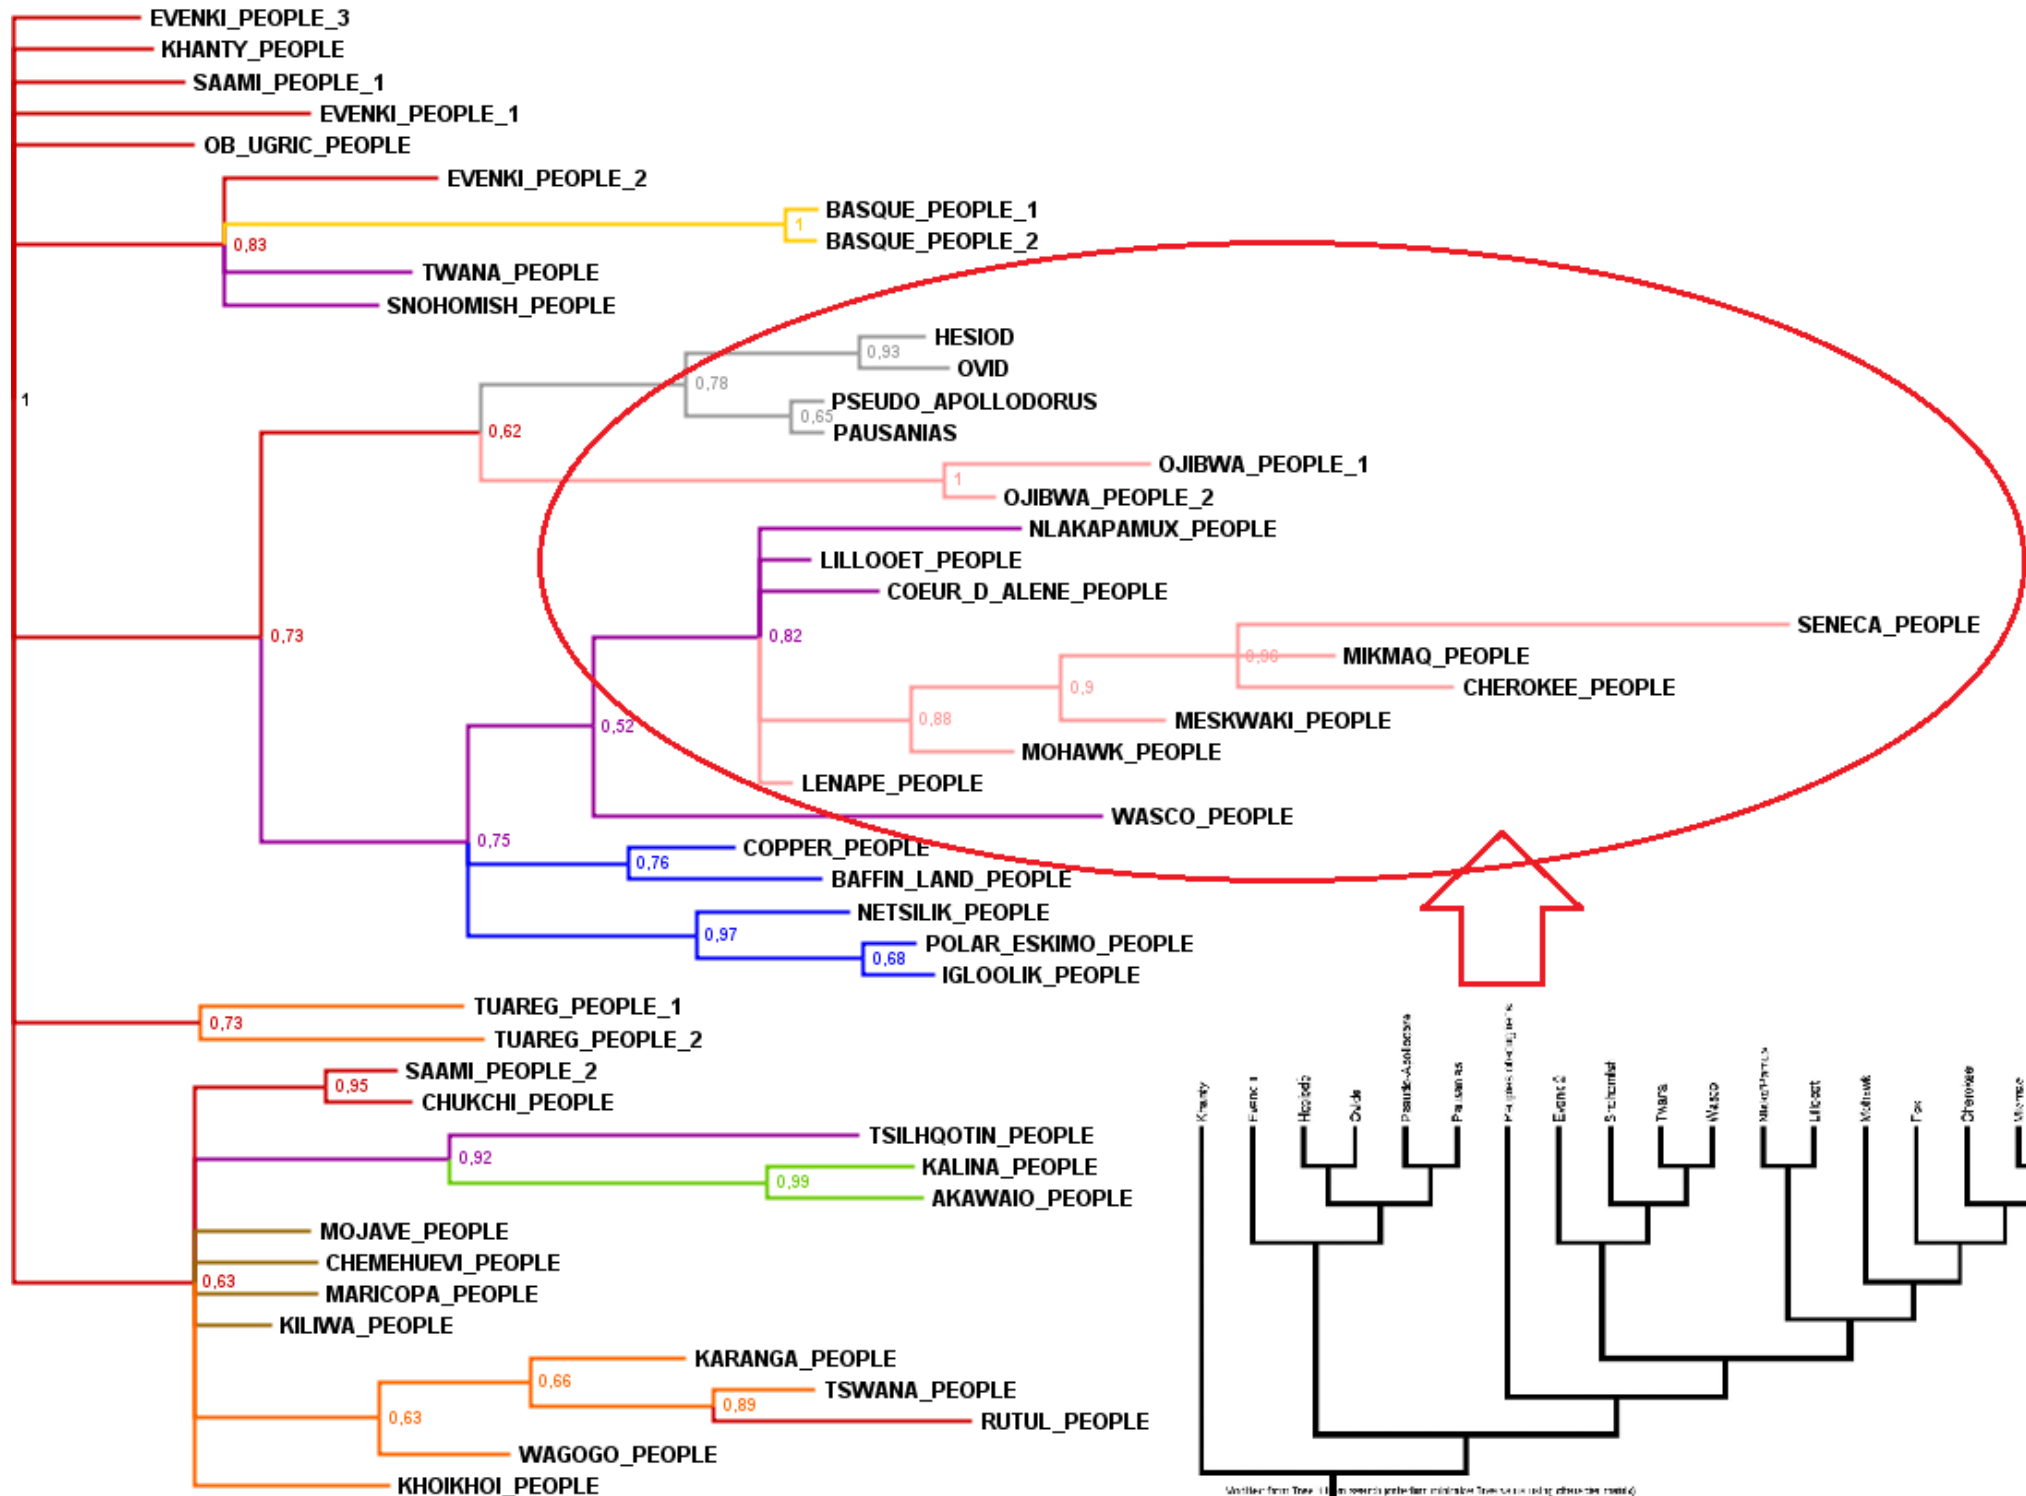 EVENKI_PEOPLE_3
KHANTY_PEOPLE
SAAMI_PEOPLE_1
EVENKI_PEOPLE_1
OB_UGRIC_PEOPLE
EVENKI_PEOPLE_2
BASQUE_PEOPLE_1
1
BASQUE_PEOPLE_2
0,83
TWANA_PEOPLE
SNOHOMISH_PEOPLE
HESIOD
0,93
OVID
0,78
1
PSEUDO_APOLLODORUS
0,65
PAUSANIAS
0,62
OJIBWA_PEOPLE_1
1
OJIBWA_PEOPLE_2
NLAKAPAMUX_PEOPLE
LILLOOET_PEOPLE
COEUR_D_ALENE_PEOPLE
SENECA_PEOPLE
0,73
0,82
0,96
MIKMAQ_PEOPLE
0,9
CHEROKEE_PEOPLE
0,88
MESKWAKI_PEOPLE
0,52
MOHAWK_PEOPLE
LENAPE_PEOPLE
WASCO_PEOPLE
0,75
COPPER_PEOPLE
0,76
BAFFIN_LAND_PEOPLE
NETSILIK_PEOPLE
0,97
POLAR_ESKIMO_PEOPLE
0,68
IGLOOLIK_PEOPLE
TUAREG_PEOPLE_1
0,73
TUAREG_PEOPLE_2
SAAMI_PEOPLE_2
0,95
CHUKCHI_PEOPLE
TSILHQOTIN_PEOPLE
0,92
KALINA_PEOPLE
0,99
AKAWAIO_PEOPLE
MOJAVE_PEOPLE
CHEMEHUEVI_PEOPLE
0,63
MARICOPA_PEOPLE
KILIWA_PEOPLE
KARANGA_PEOPLE
0,66
TSWANA_PEOPLE
0,89
0,63
RUTUL_PEOPLE
WAGOGO_PEOPLE
KHOIKHOI_PEOPLE
Khanty
Ovide
Pausanias
Snohomish
Twana
Wasco
Lillooet
Mohawk
Fox
Cherokee